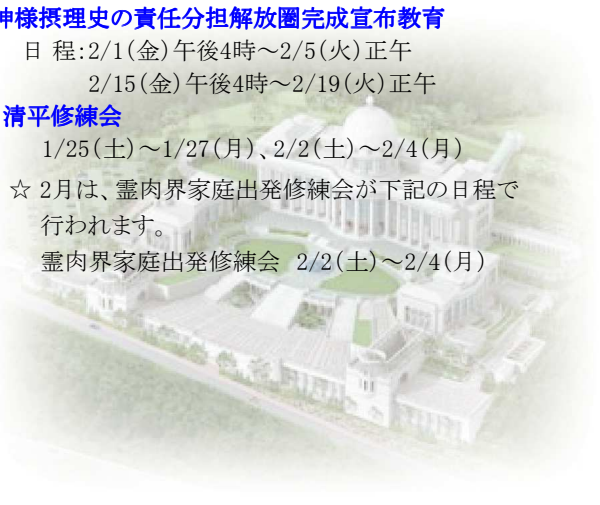 神様摂理史の責任分担解放圏完成宣布教育
日 程:2/1(金)午後4時~2/5(火)正午
2/15(金)午後4時~2/19(火)正午
清平修練会
1/25(土)~1/27(月)、2/2(土)~2/4(月)
☆ 2月は、霊肉界家庭出発修練会が下記の日程で
行われます。
霊肉界家庭出発修練会 2/2(土)~2/4(月)